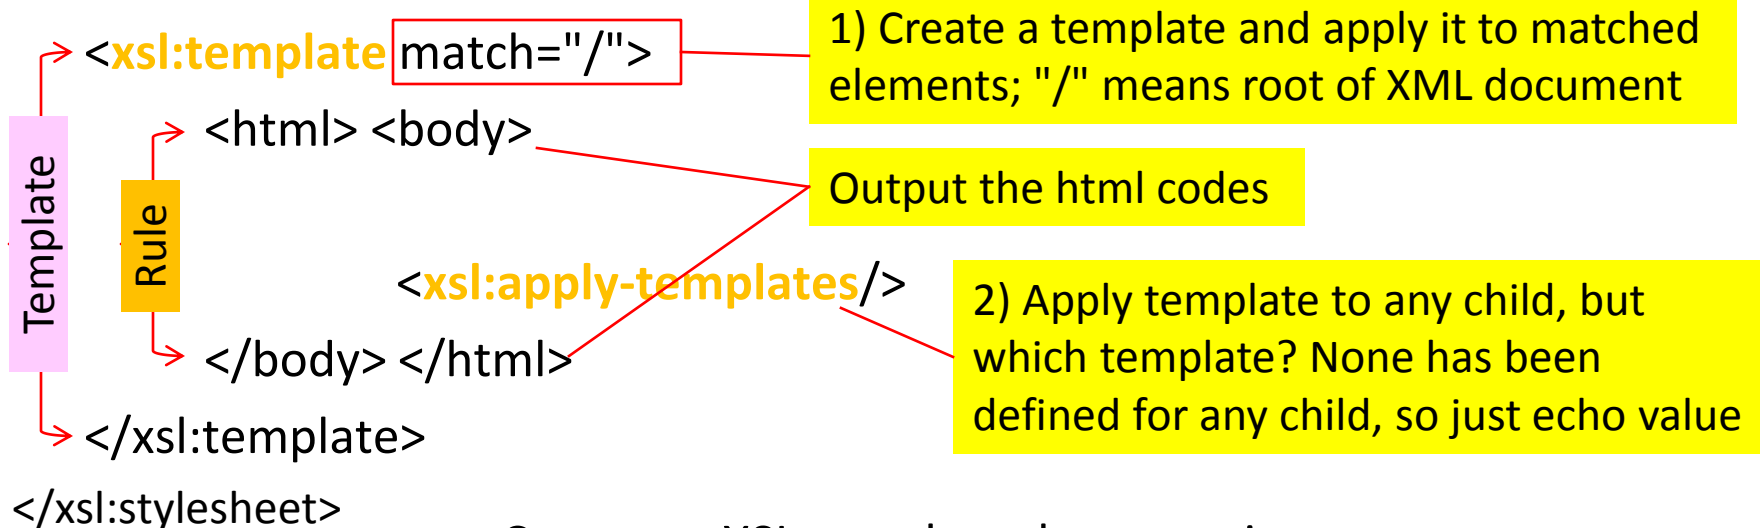 <xsl:template match="/">
1) Create a template and apply it to matched
elements; "/" means root of XML document
<html> <body>
Output the html codes
Template
Rule
<xsl:apply-templates/>
2) Apply template to any child, but
which template? None has been
defined for any child, so just echo value
</body> </html>
</xsl:template>
</xsl:stylesheet>